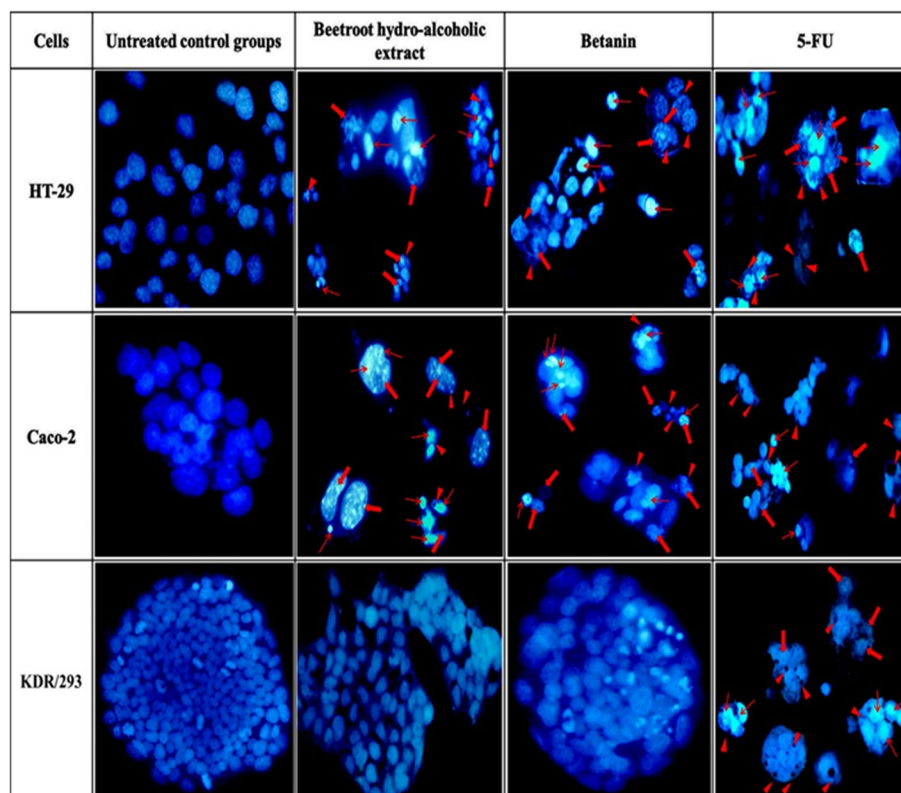 Cells
Untreated control groups
Beetroot hydro-alcoholic
extract
Betanin
5-FU
HT-29
Caco-2
KDR/293